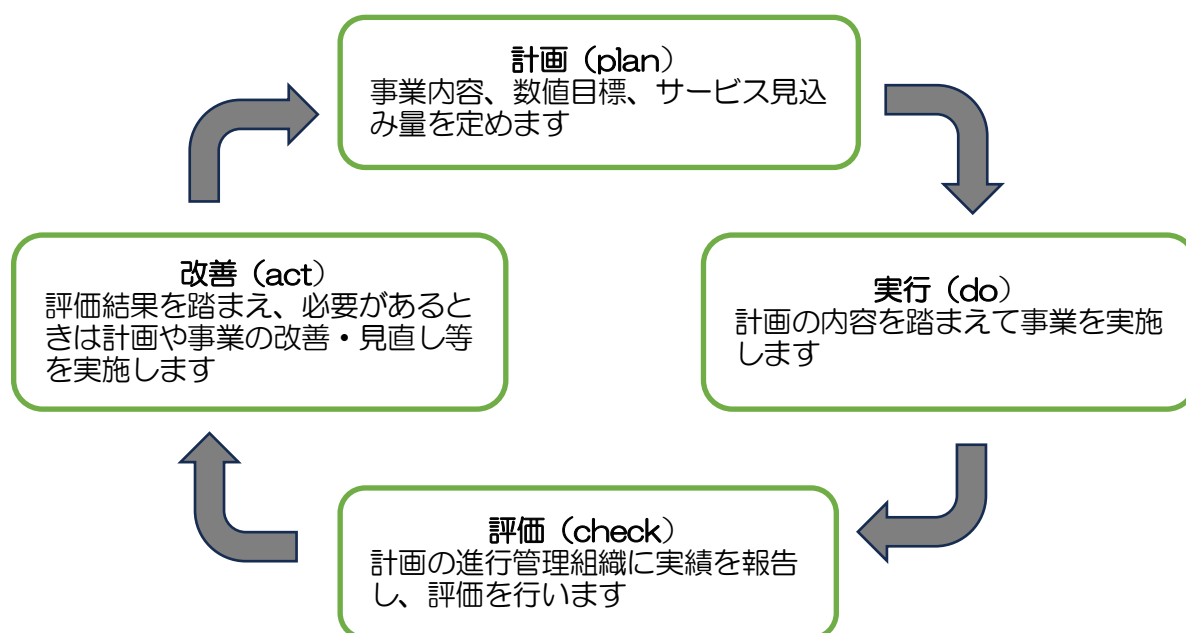 計画（plan）
事業内容、数値目標、サービス見込
み量を定めます
実行（do）
計画の内容を踏まえて事業を実施
します
評価（check）
計画の進行管理組織に実績を報告
し、評価を行います
改善（act）
評価結果を踏まえ、必要があると
きは計画や事業の改善・見直し等
を実施します